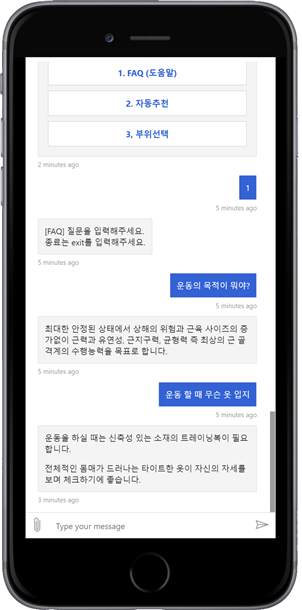 1. FAQ (도움말)
2. 자동추천
3, 부위선택
2 minutes ago
1
5 minutes ago
[FAQ] 질문을 입력해주세요.
종료는 exit를 입력해주세요.
5 minutes ago
운동의 목적이 뭐야?
5 minutes ago
최대한 안정된 상태에서 상해의 위험과 근육 사이즈의 증
가없이 근력과 유연성, 근지구력, 균형력 즉 최상의 근 골
격계의 수행능력을 목표로 합니다.
5 minutes ago
운동 할 때 무슨 옷 입지
5 minutes ago
운동을 하실 때는 신축성 있는 소재의 트레이닝복이 필요
합니다.
전체적인 몸매가 드러나는 타이트한 옷이 자신의 자세를
보며 체크하기에 좋습니다.
3 minutes ago
Type your message